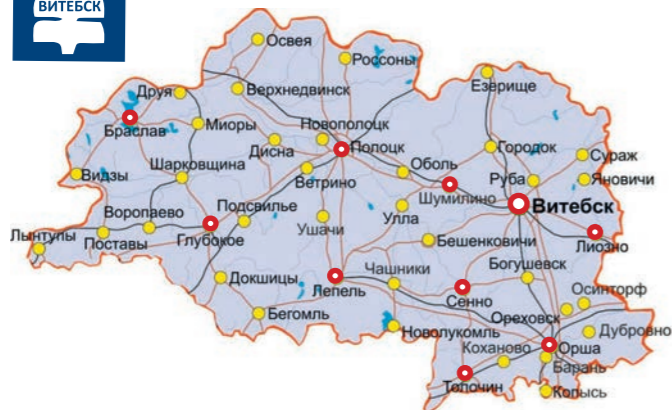 ВИТЕБСК
Освея
Россоны
Езерище
Друя
Верхнедвинск
Браслав
Миоры
Новополоцк
Дисна
Полоцк
Городок
Сураж
Видзы
Шарковщина
Ветрино
Оболь
Руба
Яновичи
Шумилино
Витебск
Воропаево
Подсвилье
Ушачи
Улла
Лынтупы
Поставы
Глубокое
Бешенковичи
Лиозно
Богушевск
Докшицы
Лепель
Чашники
Сенно
Осинторф
Бегомль
Новолукомль
Ореховск
Дубровно
Коханово
Орша
Барань
Толочин
Копысь